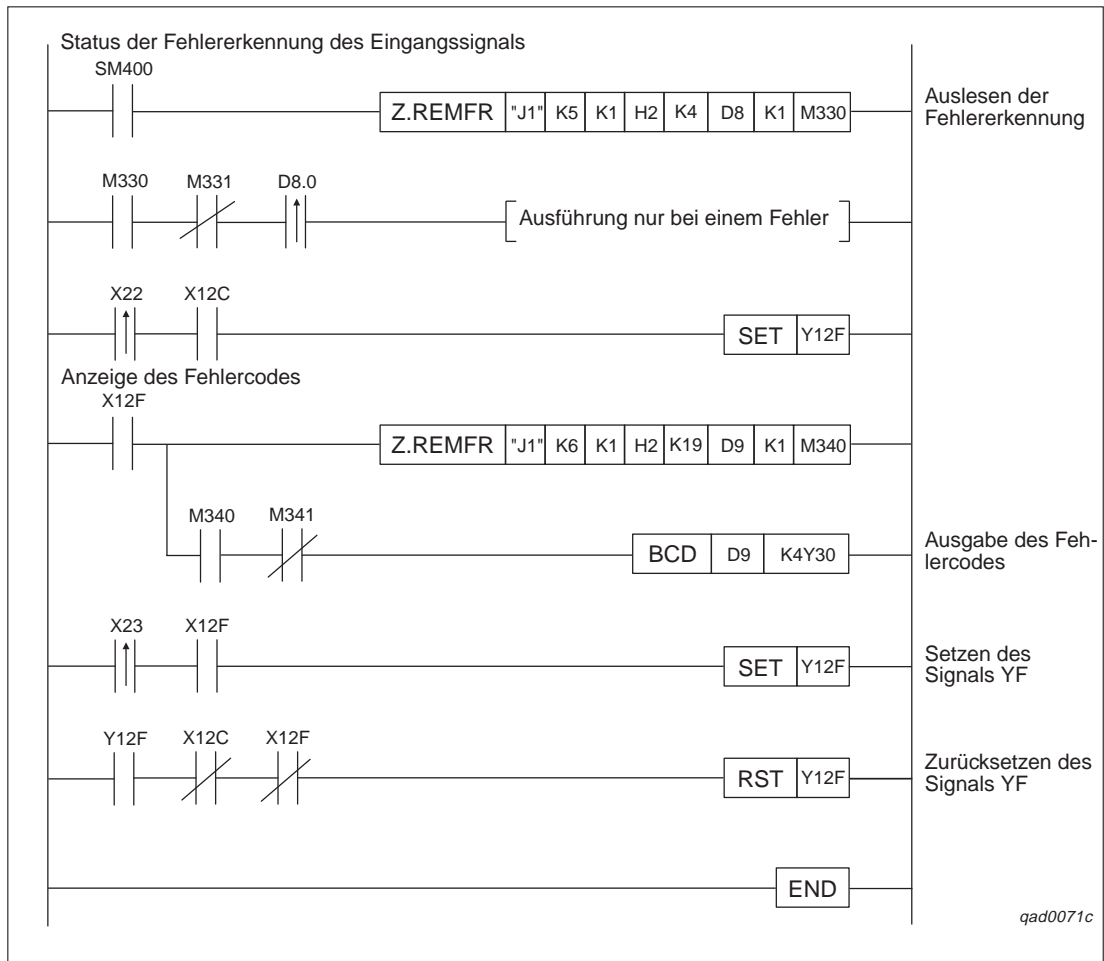 Status der Fehlererkennung des Eingangssignals
SM400
Z.REMFR "J1" K5 K1 H2 K4 D8 K1 M330
Auslesen der
Fehlererkennung
M330 M331 D8.0
Ausführung nur bei einem Fehler
X22 X12C
SET Y12F
Anzeige des Fehlercodes
X12F
Z.REMFR "J1" K6 K1 H2 K19 D9 K1 M340
M340 M341
BCD D9 K4Y30
Ausgabe des Feh-
lercodes
X23 X12F
SET Y12F
Setzen des
Signals YF
Y12F X12C X12F
RST Y12F
Zurücksetzen des
Signals YF
END
qad0071c